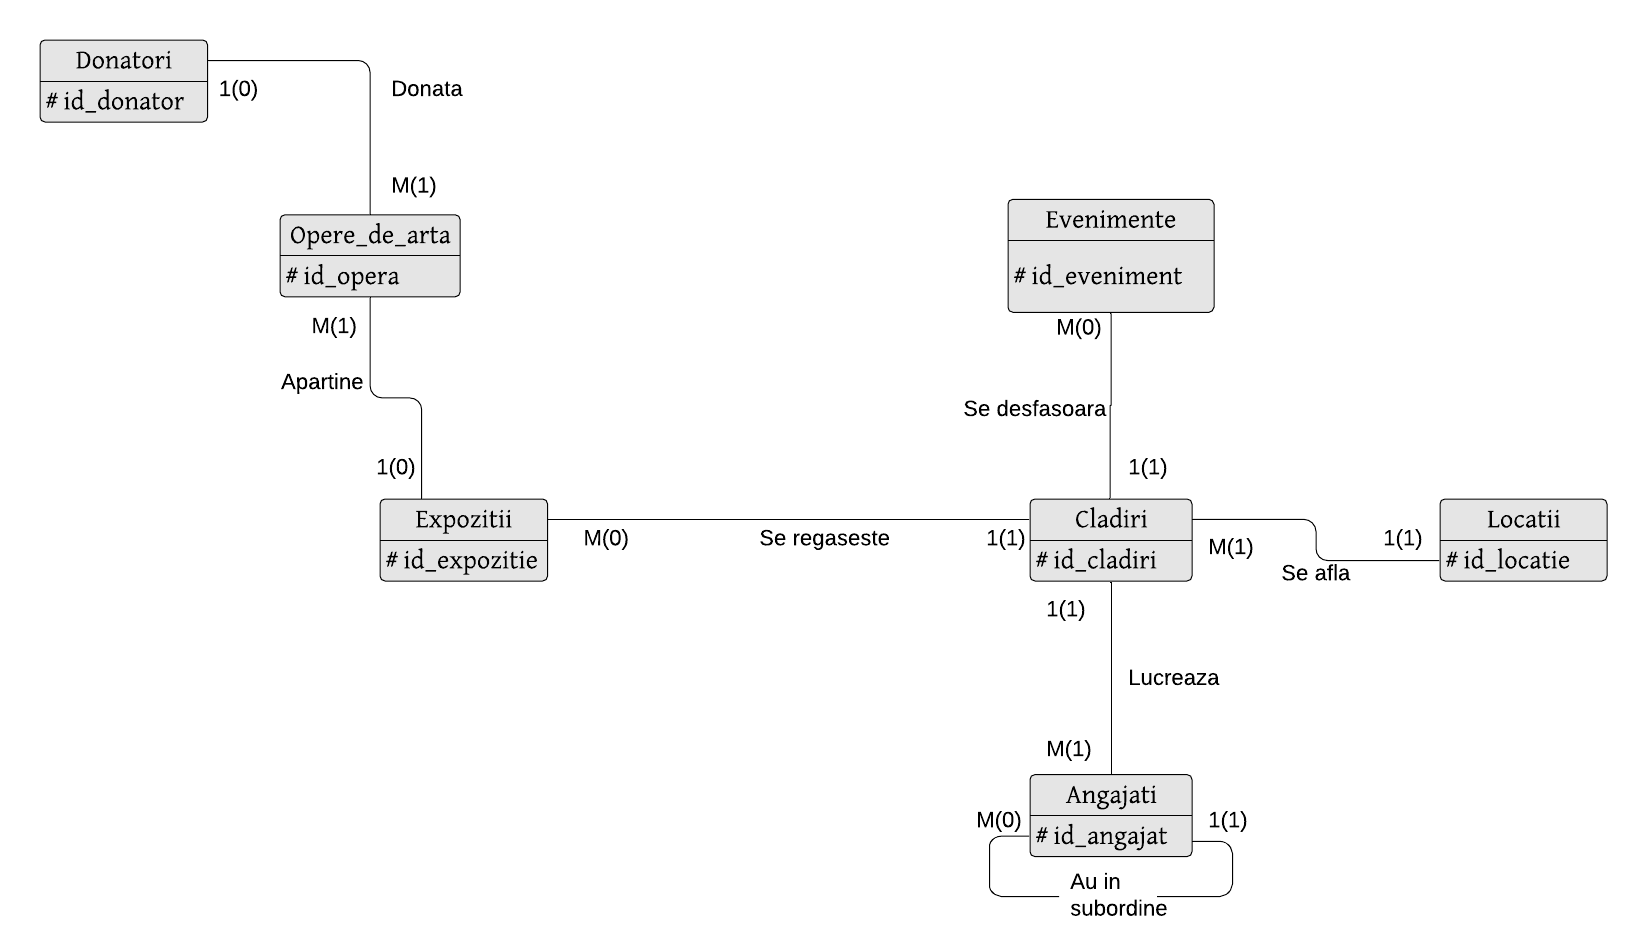 Donatori
# id_donator
1(0)
Donata
M(1)
Opere_de_arta
# id_opera
M(1)
Apartine
1(0)
Evenimente
# id_eveniment
M(0)
Se desfasoara
1(1)
Expozitii
# id_expozitie
M(0)
Se regaseste
1(1)
Cladiri
# id_cladiri
M(1)
Se afla
1(1)
Locatii
# id_locatie
1(1)
Lucreaza
M(1)
Angajati
# id_angajat
M(0)
1(1)
Au in
subordine